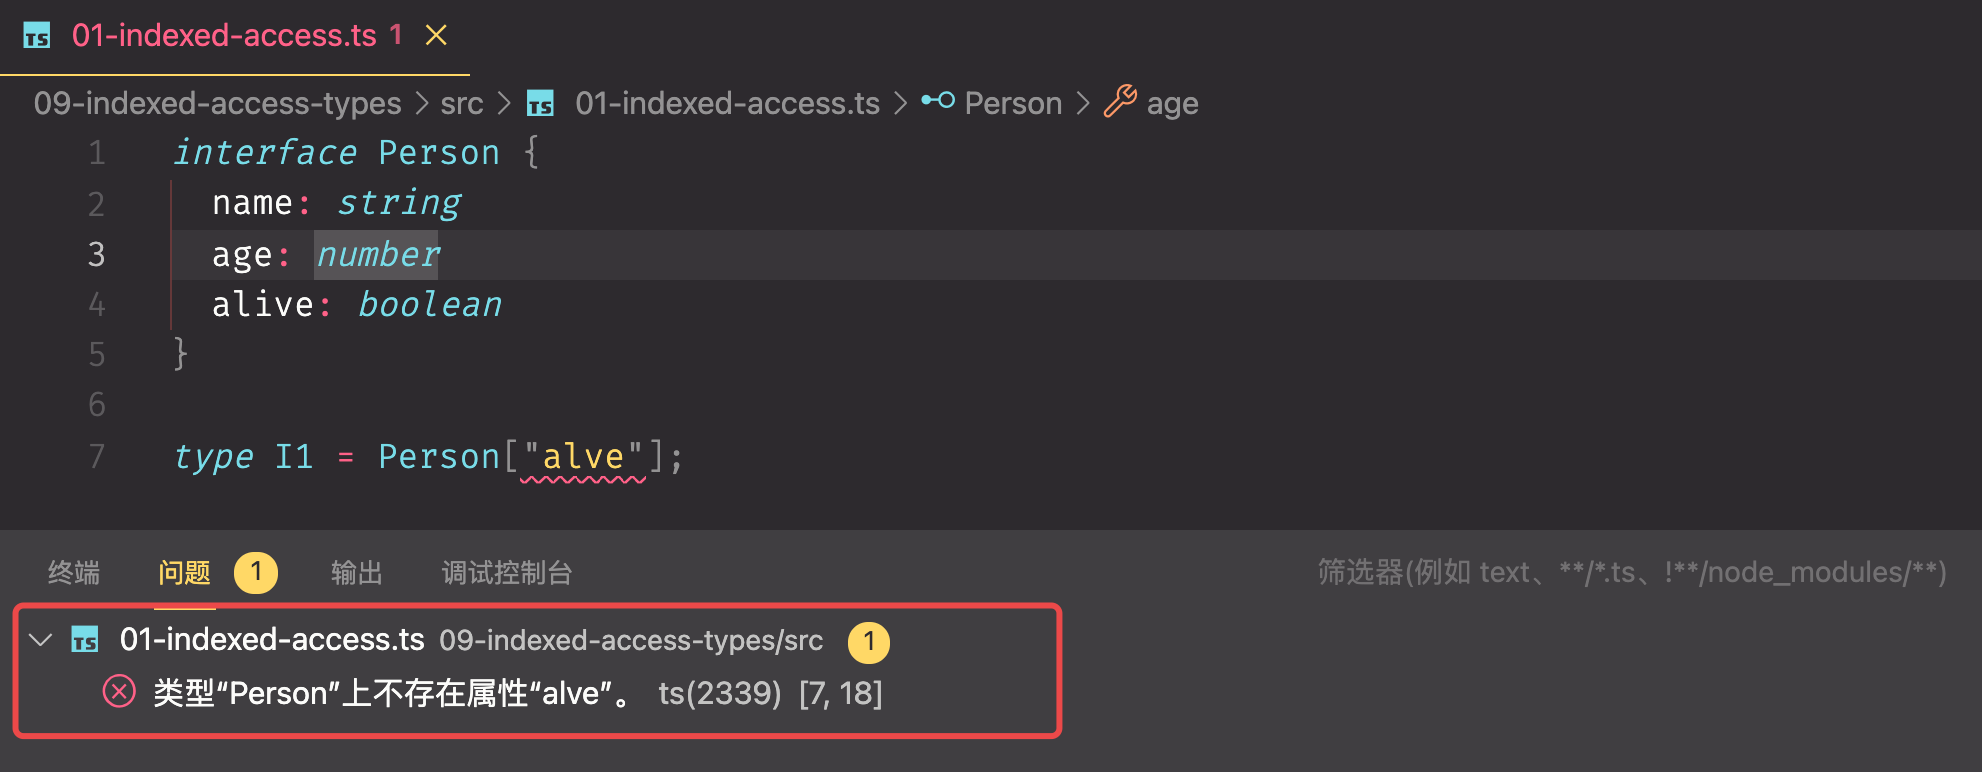 TS 01-indexed-access.ts 1
09-indexed-access-types > src > TS 01-indexed-access.ts > Person > age
1 interface Person {
2 name: string
3 age: number
4 alive: boolean
5 }
6
7 type I1 = Person["alve"];
终端 问题 1 输出 调试控制台 筛选器(例如 text、**/*.ts、!**/node_modules/**)
TS 01-indexed-access.ts 09-indexed-access-types/src 1
类型“Person”上不存在属性“alve”。 ts(2339) [7, 18]